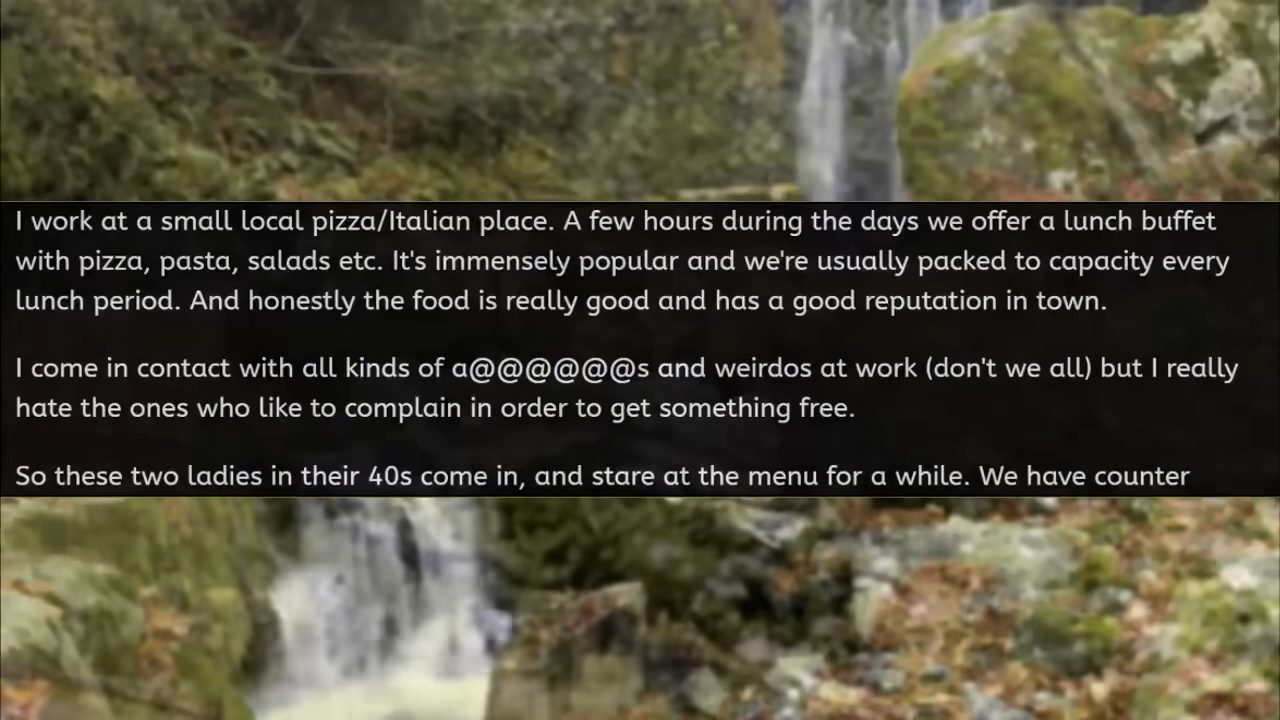 I work at a small local pizza/Italian place. A few hours during the days we offer a lunch buffet
with pizza, pasta, salads etc. It's immensely popular and we're usually packed to capacity every
lunch period. And honestly the food is really good and has a good reputation in town.
I come in contact with all kinds of a@@@@@@s and weirdos at work (don't we all) but I really
hate the ones who like to complain in order to get something free.
So these two ladies in their 40s come in, and stare at the menu for a while. We have counter